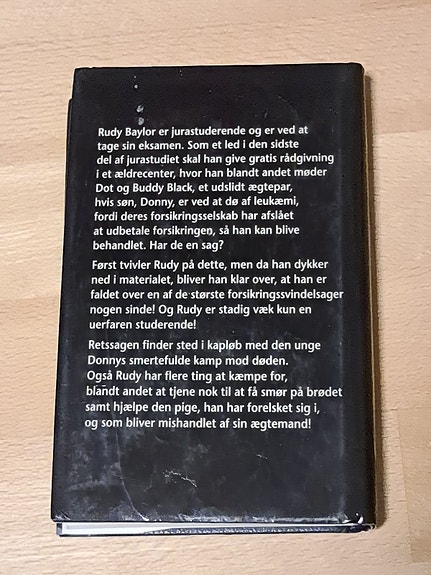 Rudy Baylor er jurastuderende og er ved at
tage sin eksamen. Som et led i den sidste
del af jurastudiet skal han give gratis rådgivning
i et ældrecenter, hvor han blandt andet møder
Dot og Buddy Black, et udslidt ægtepar,
hvis søn, Donny, er ved at dø af leukæmi,
fordi deres forsikringsselskab har afslået
at udbetale forsikringen, så han kan blive
behandlet. Har de en sag?
Først tvivler Rudy på dette, men da han dykker
ned i materialet, bliver han klar over, at han er
faldet over en af de største forsikringssvindelsager
nogen sinde! Og Rudy er stadig væk kun en
uerfaren studerende!
Retssagen finder sted i kapløb med den unge
Donnys smertefulde kamp mod døden.
Også Rudy har flere ting at kæmpe for,
blandt andet at tjene nok til at få smør på brødet
samt hjælpe den pige, han har forelsket sig i,
og som bliver mishandlet af sin ægtemand!